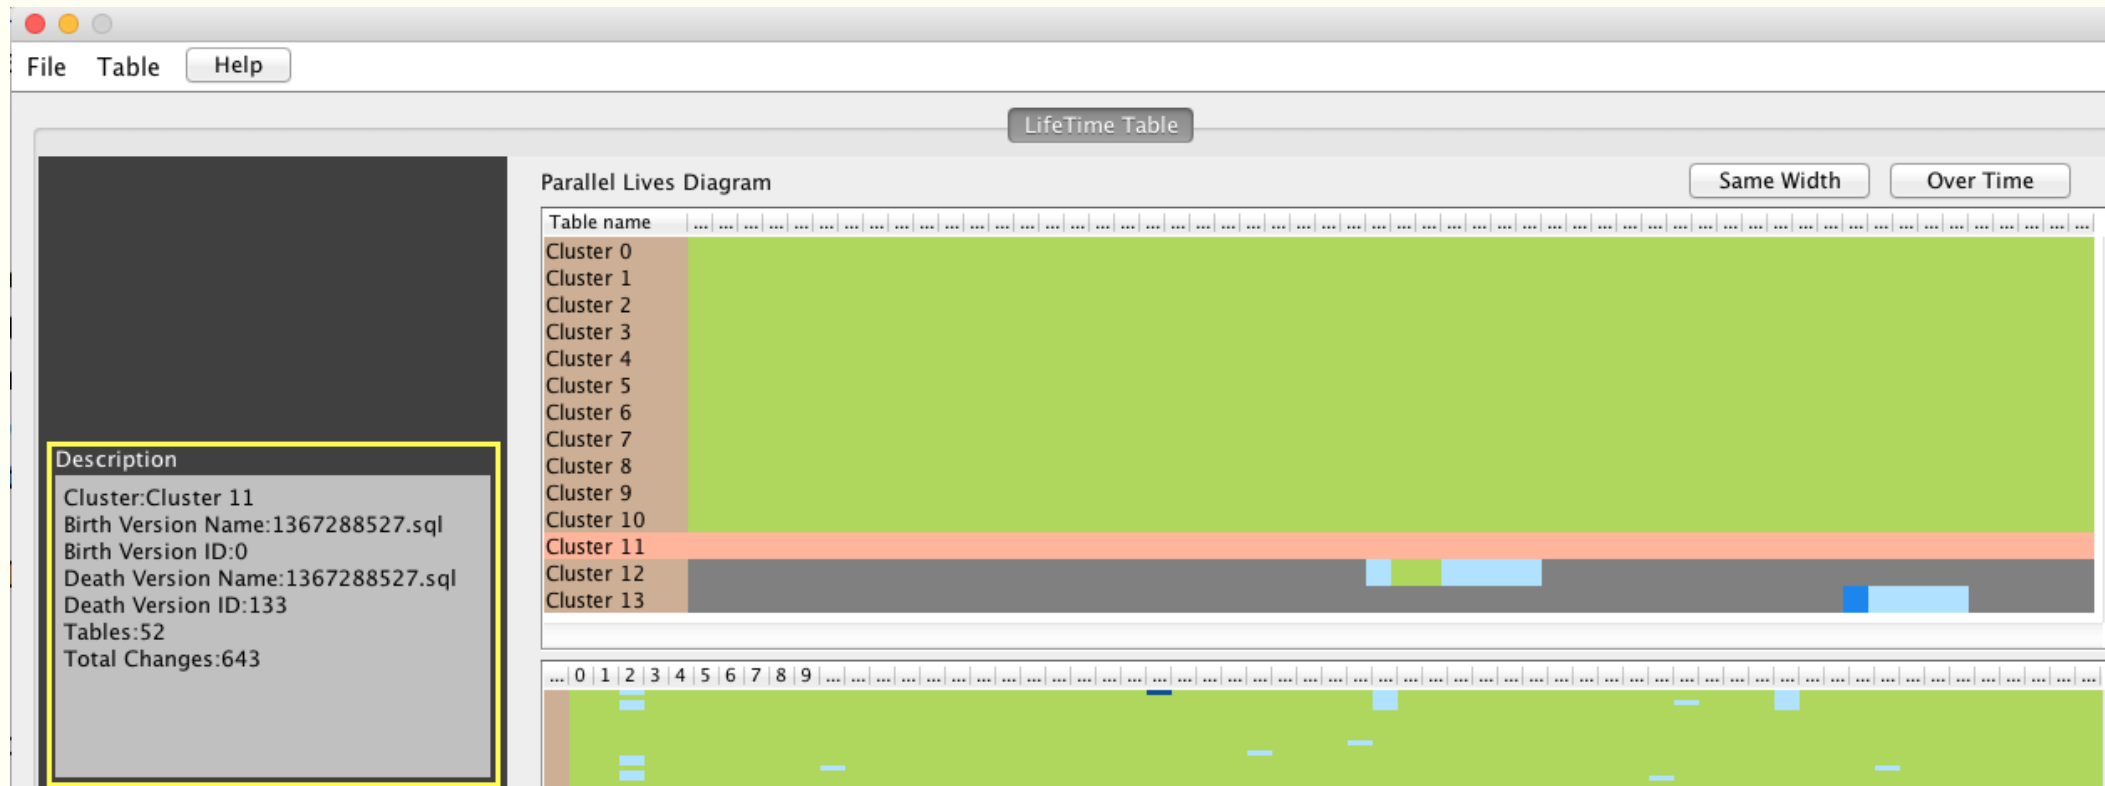 File Table Help
LifeTime Table
Parallel Lives Diagram Same Width Over Time
Table name ... ... ... ... ... ... ... ... ... ... ... ... ... ... ... ... ... ... ... ... ... ... ... ... ... ... ... ... ... ... ... ... ... ... ... ... ... ... ... ... ... ... ... ... ... ... ... ... ... ... ... ... ... ... ... ...
Cluster 0
Cluster 1
Cluster 2
Cluster 3
Cluster 4
Cluster 5
Cluster 6
Cluster 7
Cluster 8
Cluster 9
Cluster 10
Cluster 11
Cluster 12
Cluster 13
Description
Cluster:Cluster 11
Birth Version Name:1367288527.sql
Birth Version ID:0
Death Version Name:1367288527.sql
Death Version ID:133
Tables:52
Total Changes:643
... 0 1 2 3 4 5 6 7 8 9 ... ... ... ... ... ... ... ... ... ... ... ... ... ... ... ... ... ... ... ... ... ... ... ... ... ... ... ... ... ... ... ... ... ... ... ... ... ... ... ... ... ... ... ... ... ... ... ... ... ... ...